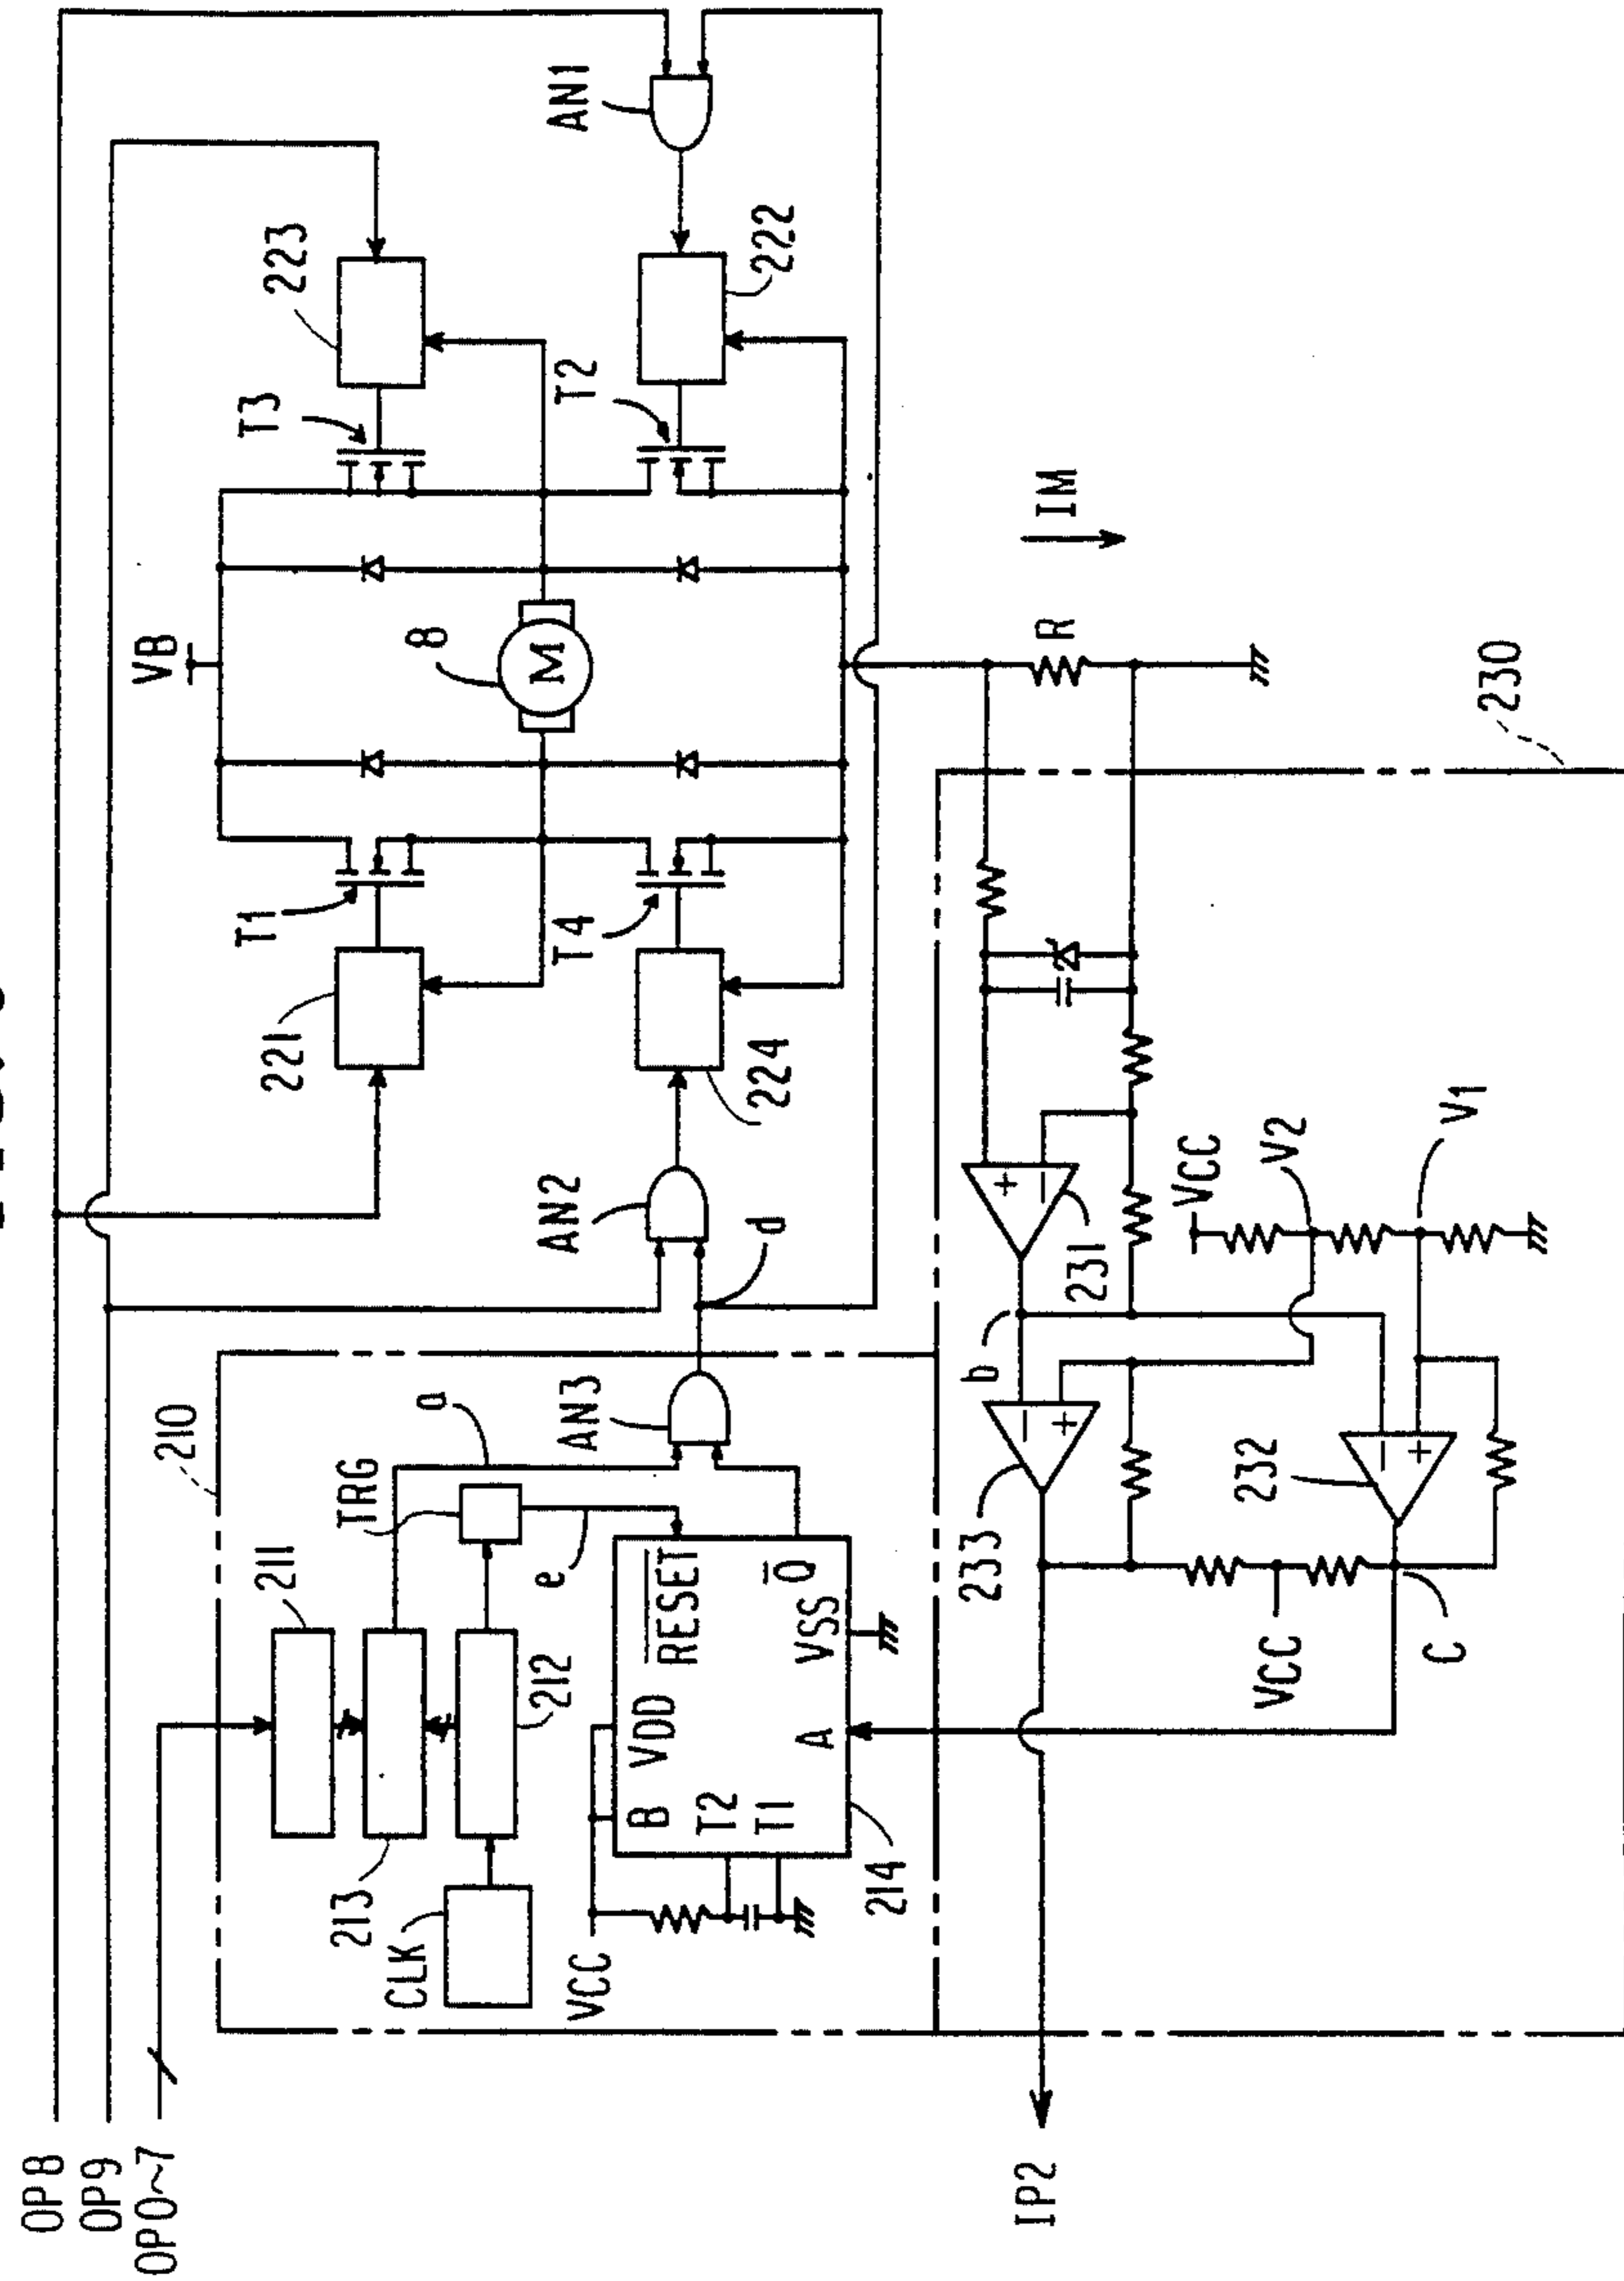 OP8
OP9
OP0~7
210
211
213
212
CLK
TRG
a
e
AN3
VCC
B
VDD
RESET
T2
T1
A
VSS
Q̅
214
AN2
d
221
T1
T4
224
VB
8
M
T3
223
T2
222
AN1
IM
R
230
231
b
233
232
VCC
V2
V1
VCC
C
IP2